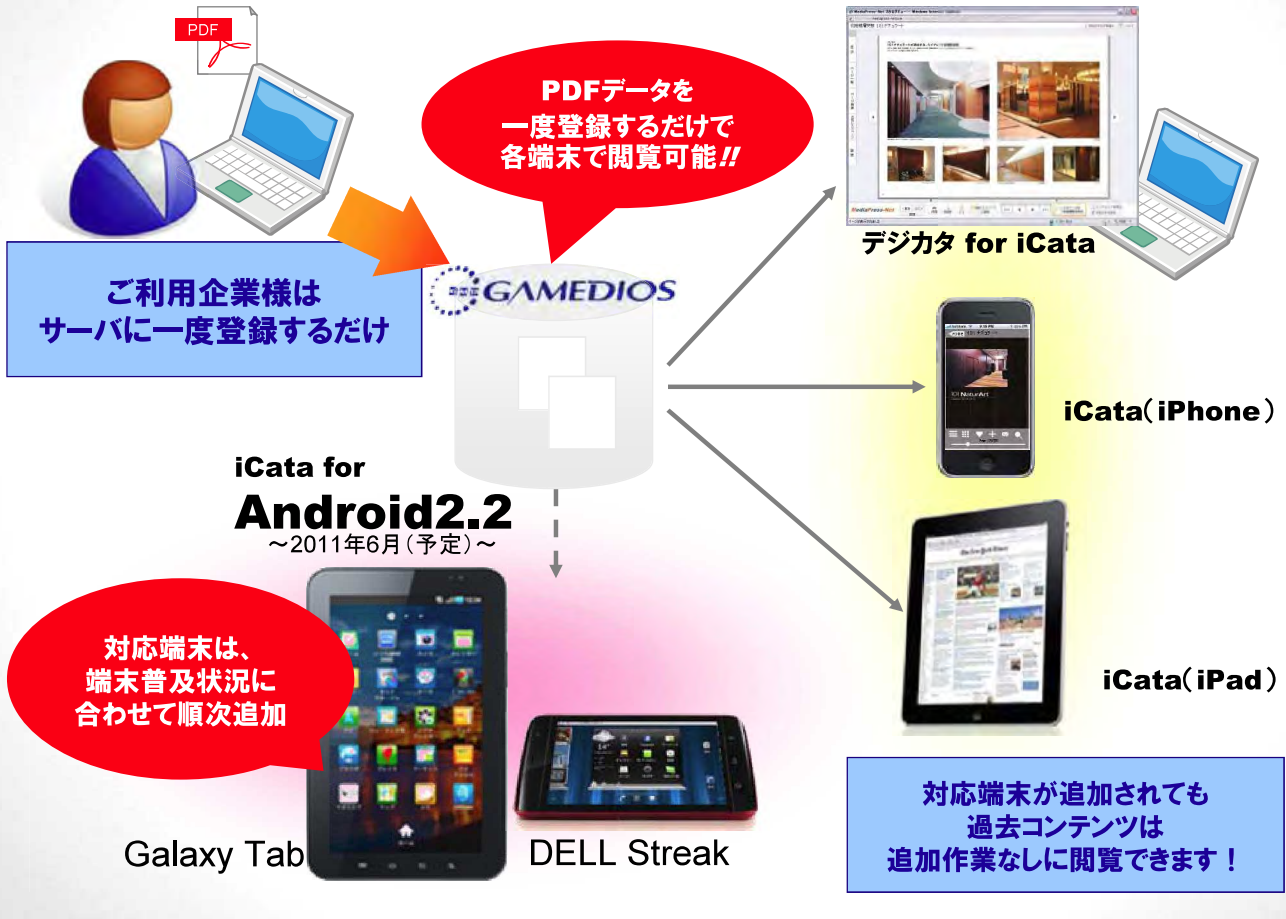 PDF
PDFデータを
一度登録するだけで
各端末で閲覧可能!!
ご利用企業様は
サーバに一度登録するだけ
GAMEDIOS
MediaPress-Net
デジカタ for iCata
iCata(iPhone)
NaturArt
iCata for
Android2.2
～2011年6月(予定)～
対応端末は、
端末普及状況に
合わせて順次追加
iCata(iPad)
Galaxy Tab
DELL Streak
対応端末が追加されても
過去コンテンツは
追加作業なしに閲覧できます！